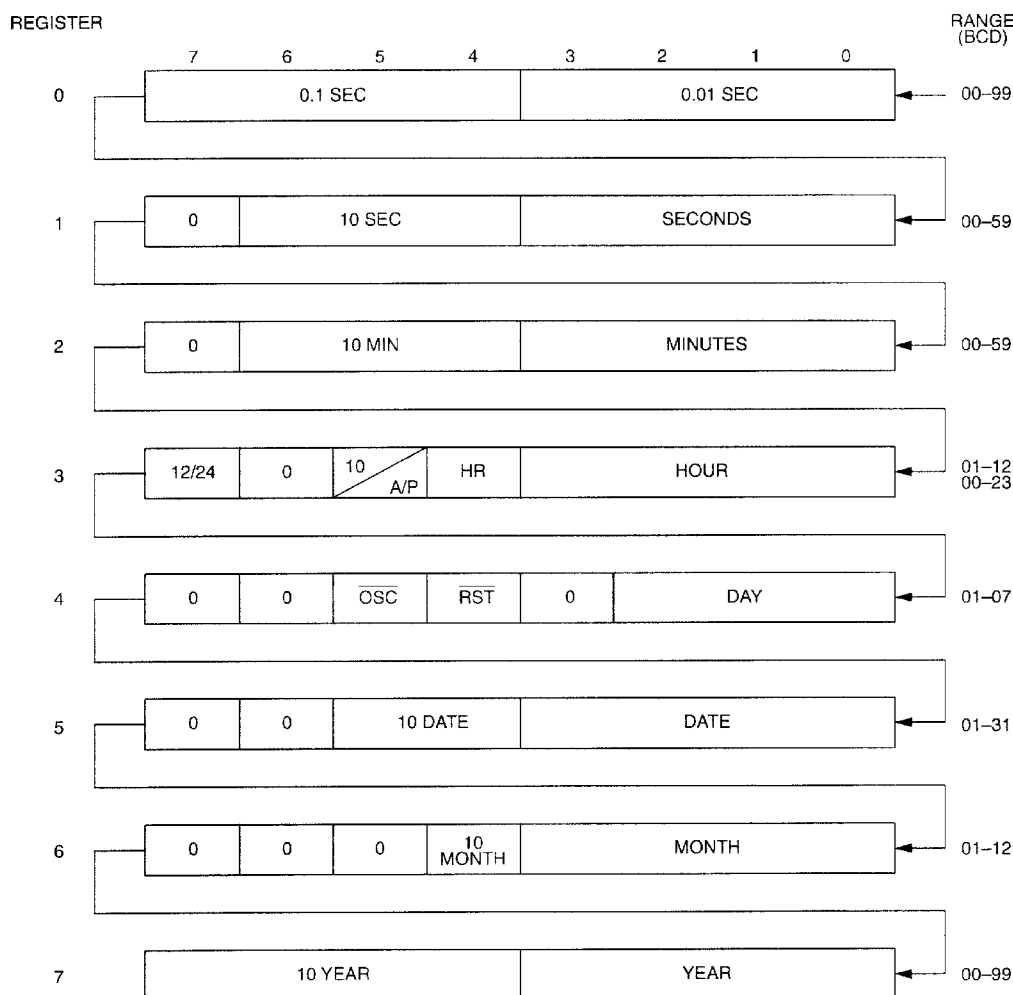 REGISTER
RANGE
(BCD)
7 6 5 4 3 2 1 0
0 0.1 SEC 0.01 SEC 00–99
1 0 10 SEC SECONDS 00–59
2 0 10 MIN MINUTES 00–59
3 12/24 0 10 A/P HR HOUR 01–12
00–23
4 0 0 OSC RST 0 DAY 01–07
5 0 0 10 DATE DATE 01–31
6 0 0 0 10 MONTH MONTH 01–12
7 10 YEAR YEAR 00–99